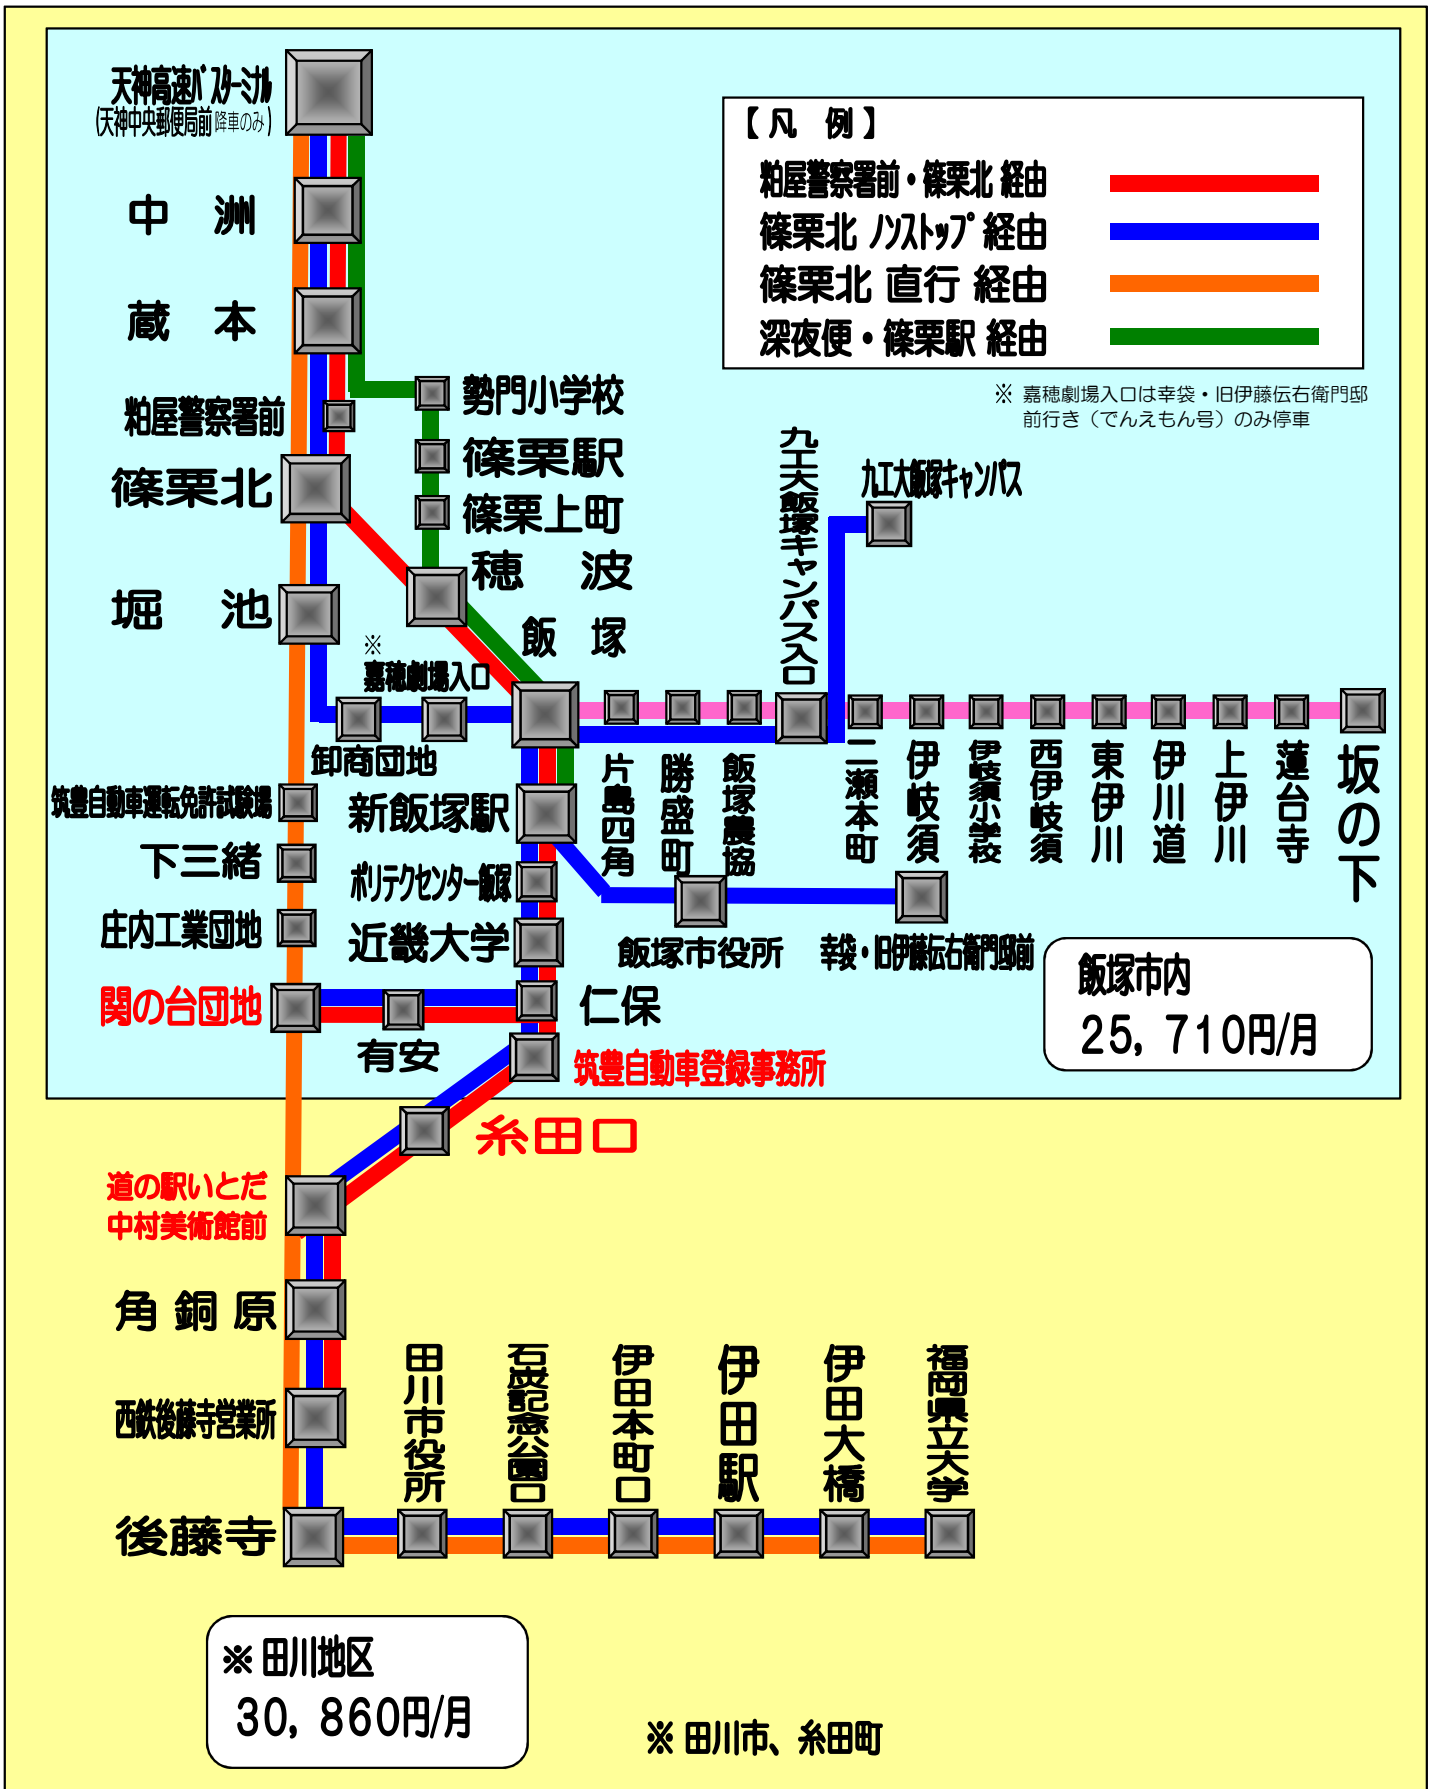 天神高速ﾊﾞｽﾀｰﾐﾅﾙ
(天神中央郵便局前 降車のみ)
中　洲
蔵　本
粕屋警察署前
篠栗北
堀　池
【 凡　例 】
粕屋警察署前・篠栗北 経由
篠栗北 ﾉﾝｽﾄｯﾌﾟ 経由
篠栗北 直行 経由
深夜便・篠栗駅 経由
※ 嘉穂劇場入口は幸袋・旧伊藤伝右衛門邸
前行き（でんえもん号）のみ停車
勢門小学校
篠栗駅
篠栗上町
穂　波
飯　塚
九工大飯塚キャンパス入口
九工大飯塚キャンパス
※
嘉穂劇場入口
卸商団地
片島四角
勝盛町
飯塚農協
二瀬本町
伊岐須
伊岐須小学校
西伊岐須
東伊川
伊川道
上伊川
蓮台寺
坂の下
筑豊自動車運転免許試験場
下三緒
庄内工業団地
関の台団地
新飯塚駅
ポリテクセンター飯塚
近畿大学
仁保
有安
筑豊自動車登録事務所
飯塚市役所
幸袋・旧伊藤伝右衛門邸前
飯塚市内
25, 710円/月
糸田口
道の駅いとだ
中村美術館前
角銅原
西鉄後藤寺営業所
後藤寺
田川市役所
石炭記念公園口
伊田本町口
伊田駅
伊田大橋
福岡県立大学
※ 田川地区
30, 860円/月
※ 田川市、糸田町